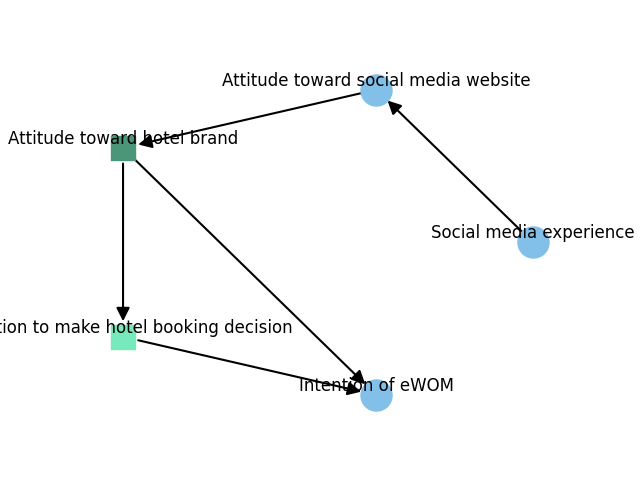 Attitude toward social media website
Attitude toward hotel brand
Social media experience
tion to make hotel booking decision
Intention of eWOM